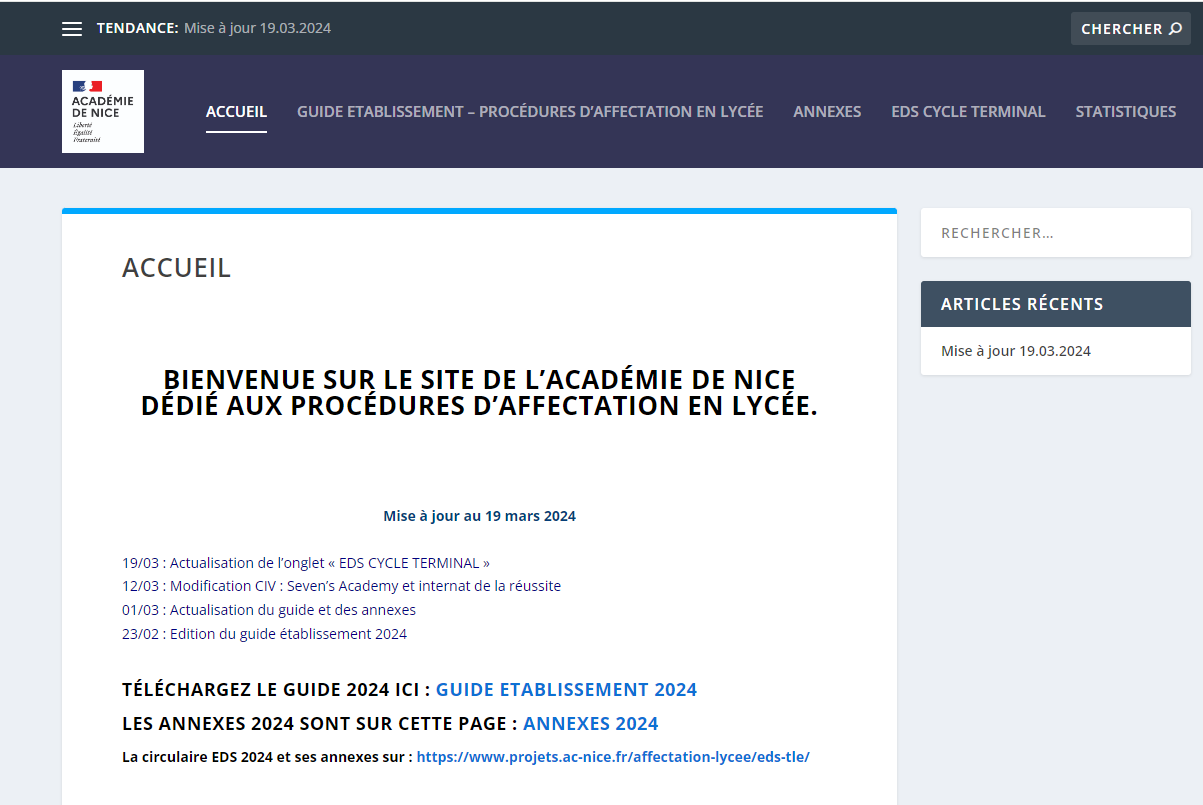 TENDANCE: Mise à jour 19.03.2024
CHERCHER
ACADÉMIE
DE NICE
Liberté
Égalité
Fraternité
ACCUEIL
GUIDE ETABLISSEMENT – PROCÉDURES D’AFFECTATION EN LYCÉE
ANNEXES
EDS CYCLE TERMINAL
STATISTIQUES
ACCUEIL
BIENVENUE SUR LE SITE DE L’ACADÉMIE DE NICE
DÉDIÉ AUX PROCÉDURES D’AFFECTATION EN LYCÉE.
Mise à jour au 19 mars 2024
19/03 : Actualisation de l’onglet « EDS CYCLE TERMINAL »
12/03 : Modification CIV : Seven’s Academy et internat de la réussite
01/03 : Actualisation du guide et des annexes
23/02 : Edition du guide établissement 2024
TÉLÉCHARGEZ LE GUIDE 2024 ICI : GUIDE ETABLISSEMENT 2024
LES ANNEXES 2024 SONT SUR CETTE PAGE : ANNEXES 2024
La circulaire EDS 2024 et ses annexes sur : https://www.projets.ac-nice.fr/affectation-lycee/eds-tle/
RECHERCHER…
ARTICLES RÉCENTS
Mise à jour 19.03.2024